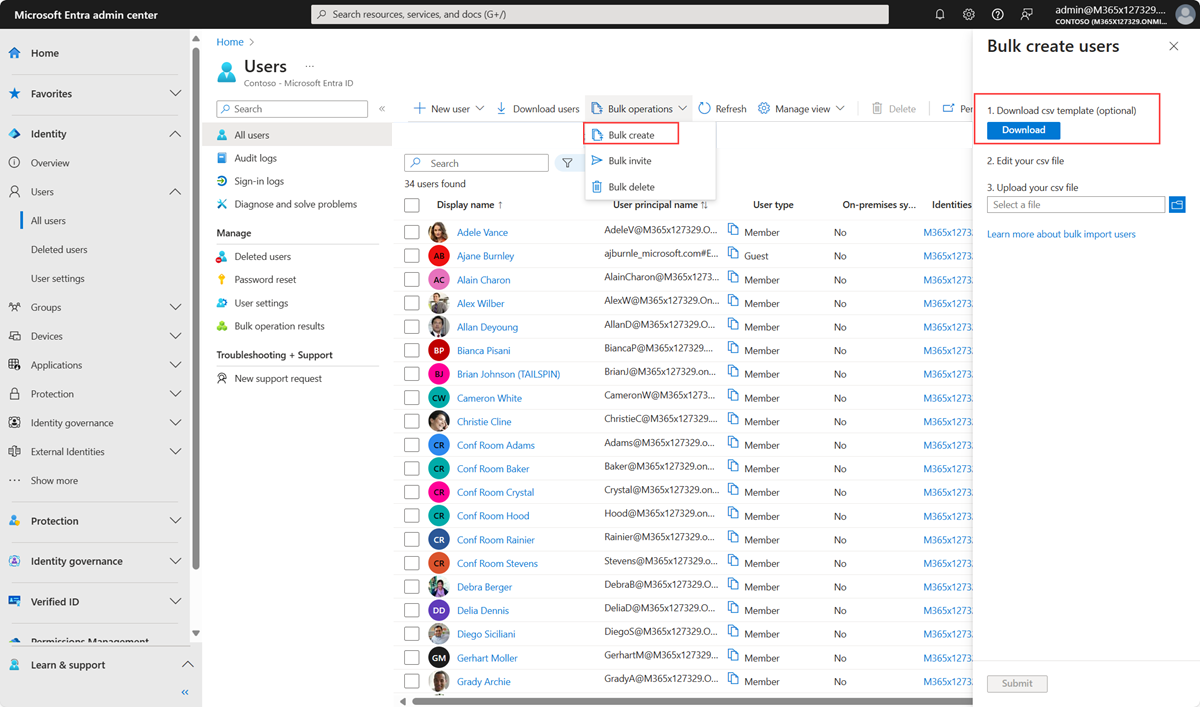 Microsoft Entra admin center
Search resources, services, and docs (G+/)
admin@M365x127329....
CONTOSO (M365X127329.ONMI...
Home
Favorites
Identity
Overview
Users
All users
Deleted users
User settings
Groups
Devices
Applications
Protection
Identity governance
External Identities
Show more
Protection
Identity governance
Verified ID
Permissions Management
Learn & support
Home
Users
Contoso - Microsoft Entra ID
Search
All users
Audit logs
Sign-in logs
Diagnose and solve problems
Manage
Deleted users
Password reset
User settings
Bulk operation results
Troubleshooting + Support
New support request
New user
Download users
Bulk operations
Refresh
Manage view
Delete
Per
Bulk create
Bulk invite
Bulk delete
Search
34 users found
Display name ↑ User principal name ↑↓ User type On-premises sy... Identities
Adele Vance AdeleV@M365x127329.O... Member No M365x1273
AB Ajane Burnley ajburnle_microsoft.com#E... Guest No M365x1273
AC Alain Charon AlainCharon@M365x1273... Member No M365x1273
Alex Wilber AlexW@M365x127329.On... Member No M365x1273
Allan Deyoung AllanD@M365x127329.O... Member No M365x1273
BP Bianca Pisani BiancaP@M365x127329.... Member No M365x1273
BJ Brian Johnson (TAILSPIN) BrianJ@M365x127329.on... Member No M365x1273
CW Cameron White CameronW@M365x12732... Member No M365x1273
Christie Cline ChristieC@M365x127329.... Member No M365x1273
CR Conf Room Adams Adams@M365x127329.o... Member No M365x1273
CR Conf Room Baker Baker@M365x127329.on... Member No M365x1273
CR Conf Room Crystal Crystal@M365x127329.on... Member No M365x1273
CR Conf Room Hood Hood@M365x127329.on... Member No M365x1273
CR Conf Room Rainier Rainier@M365x127329.o... Member No M365x1273
CR Conf Room Stevens Stevens@M365x127329.o... Member No M365x1273
Debra Berger DebraB@M365x127329.O... Member No M365x1273
DD Delia Dennis DeliaD@M365x127329.O... Member No M365x1273
Diego Siciliani DiegoS@M365x127329.O... Member No M365x1273
GM Gerhart Moller GerhartM@M365x127329... Member No M365x1273
Grady Archie GradyA@M365x127329.O... Member No M365x1273
Bulk create users
1. Download csv template (optional)
Download
2. Edit your csv file
3. Upload your csv file
Select a file
Learn more about bulk import users
Submit